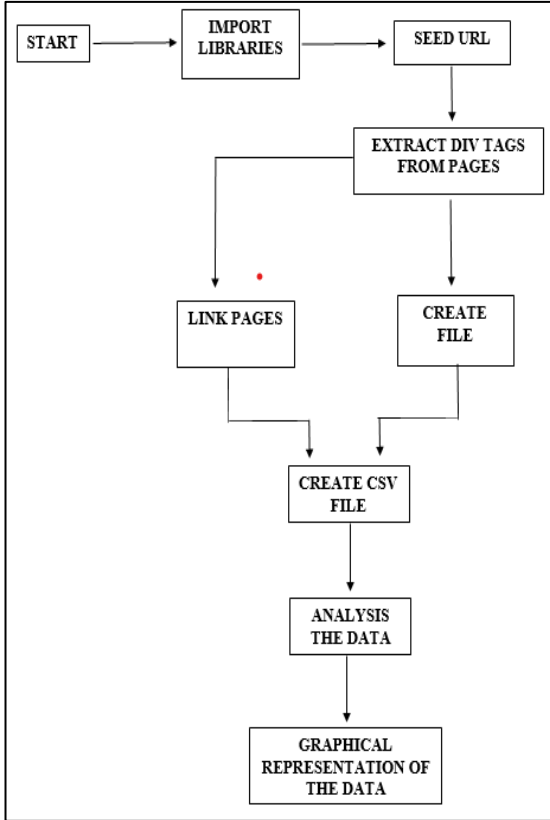 START
IMPORT
LIBRARIES
SEED URL
EXTRACT DIV TAGS
FROM PAGES
LINK PAGES
CREATE
FILE
CREATE CSV
FILE
ANALYSIS
THE DATA
GRAPHICAL
REPRESENTATION OF
THE DATA